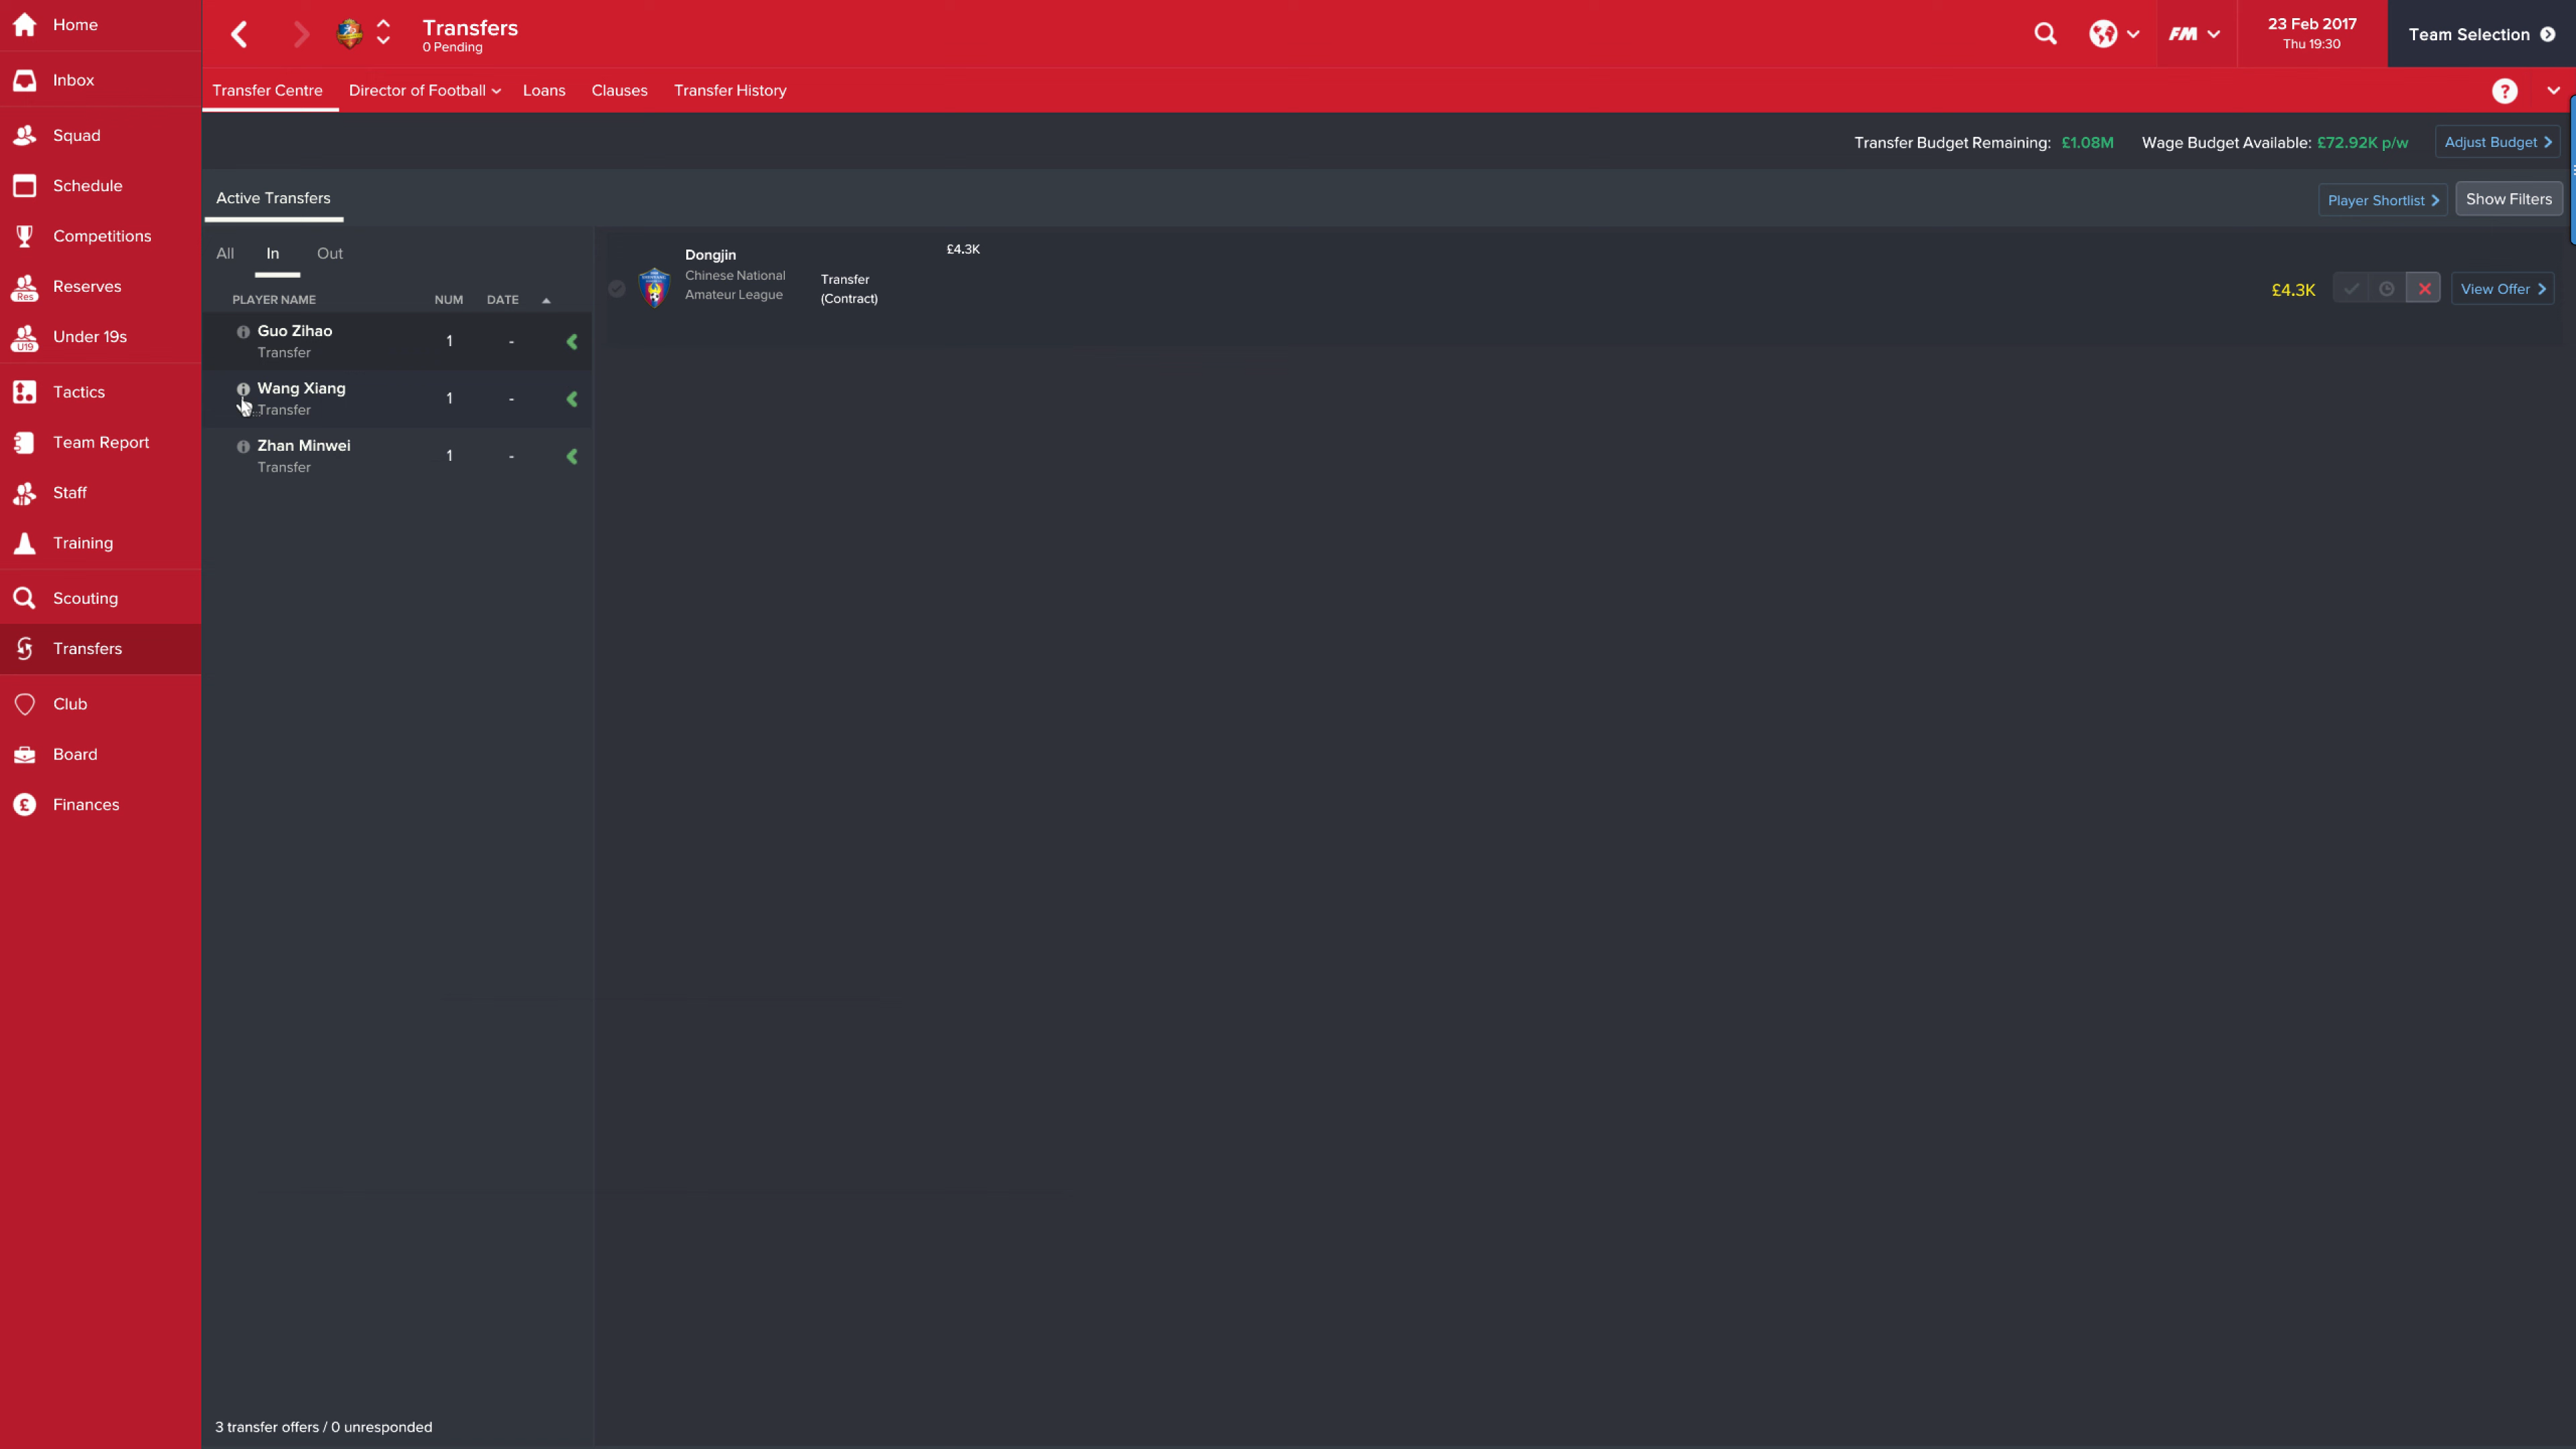 Home
Inbox
Squad
Schedule
Competitions
Res
Reserves
U19
Under 19s
Tactics
Team Report
Staff
Training
Scouting
Transfers
Club
Board
£
Finances
Transfers
0 Pending
FM
23 Feb 2017
Thu 19:30
Team Selection
Transfer Centre
Director of Football
Loans
Clauses
Transfer History
?
Transfer Budget Remaining: £1.08M
Wage Budget Available: £72.92K p/w
Adjust Budget
Active Transfers
Player Shortlist
Show Filters
All
In
Out
PLAYER NAME
NUM
DATE
Guo Zihao
Transfer
1
-
Wang Xiang
Transfer
1
-
Zhan Minwei
Transfer
1
-
3 transfer offers / 0 unresponded
Dongjin
Chinese National
Amateur League
Transfer
(Contract)
£4.3K
£4.3K
View Offer